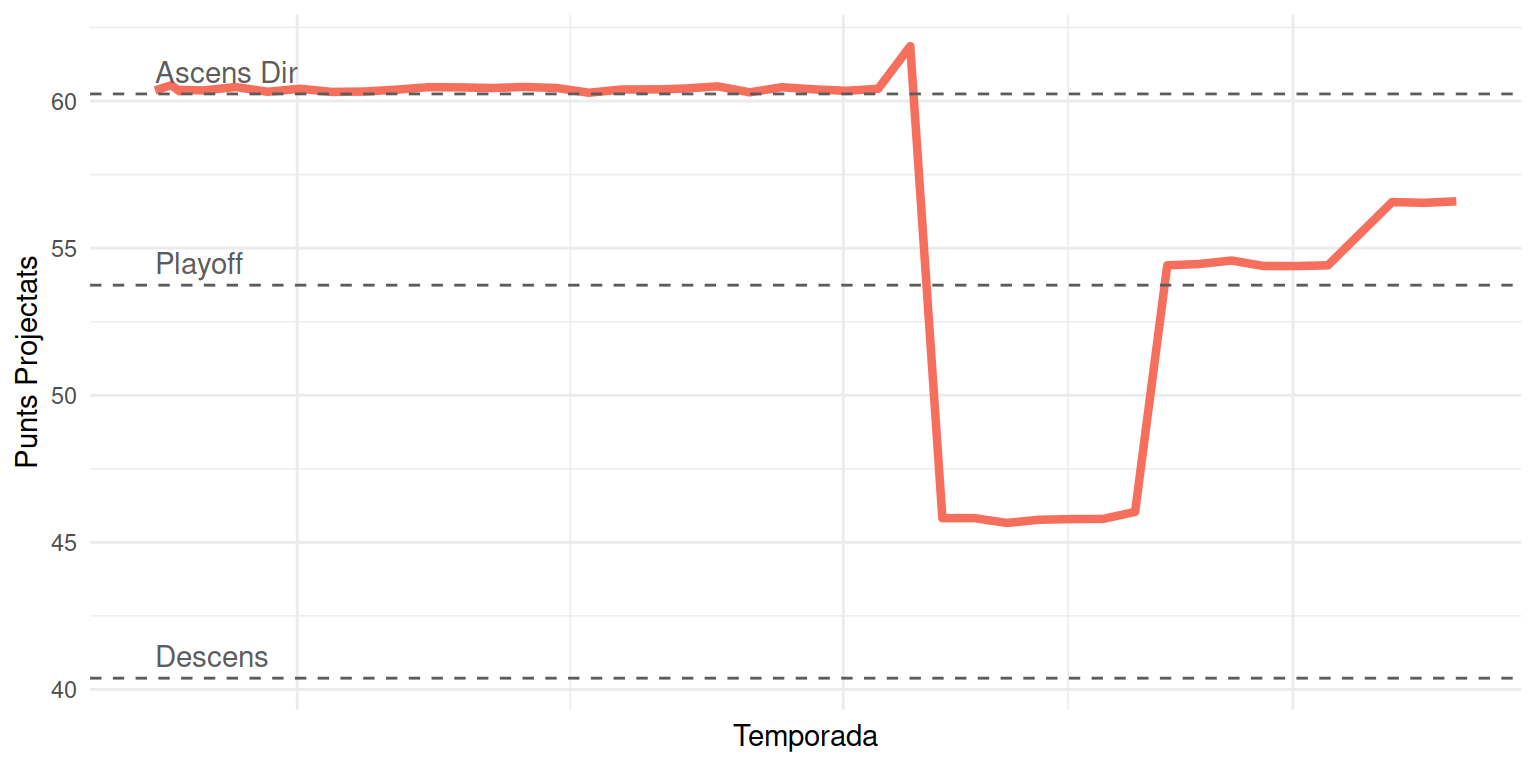 Ascens Dir
60
55
Playoff
50
45
Descens
40
Punts Projectats
Temporada